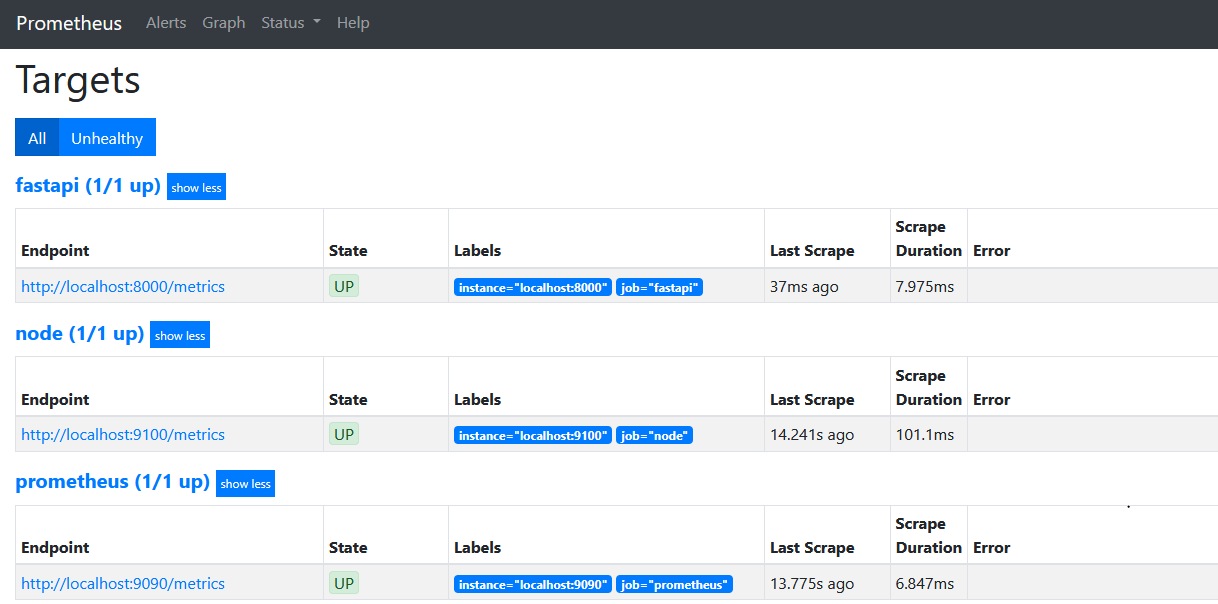 Prometheus Alerts Graph Status Help
Targets
All Unhealthy
fastapi (1/1 up) show less
Endpoint State Labels Last Scrape Scrape Duration Error
http://localhost:8000/metrics UP instance="localhost:8000" job="fastapi" 37ms ago 7.975ms
node (1/1 up) show less
Endpoint State Labels Last Scrape Scrape Duration Error
http://localhost:9100/metrics UP instance="localhost:9100" job="node" 14.241s ago 101.1ms
prometheus (1/1 up) show less
Endpoint State Labels Last Scrape Scrape Duration Error
http://localhost:9090/metrics UP instance="localhost:9090" job="prometheus" 13.775s ago 6.847ms